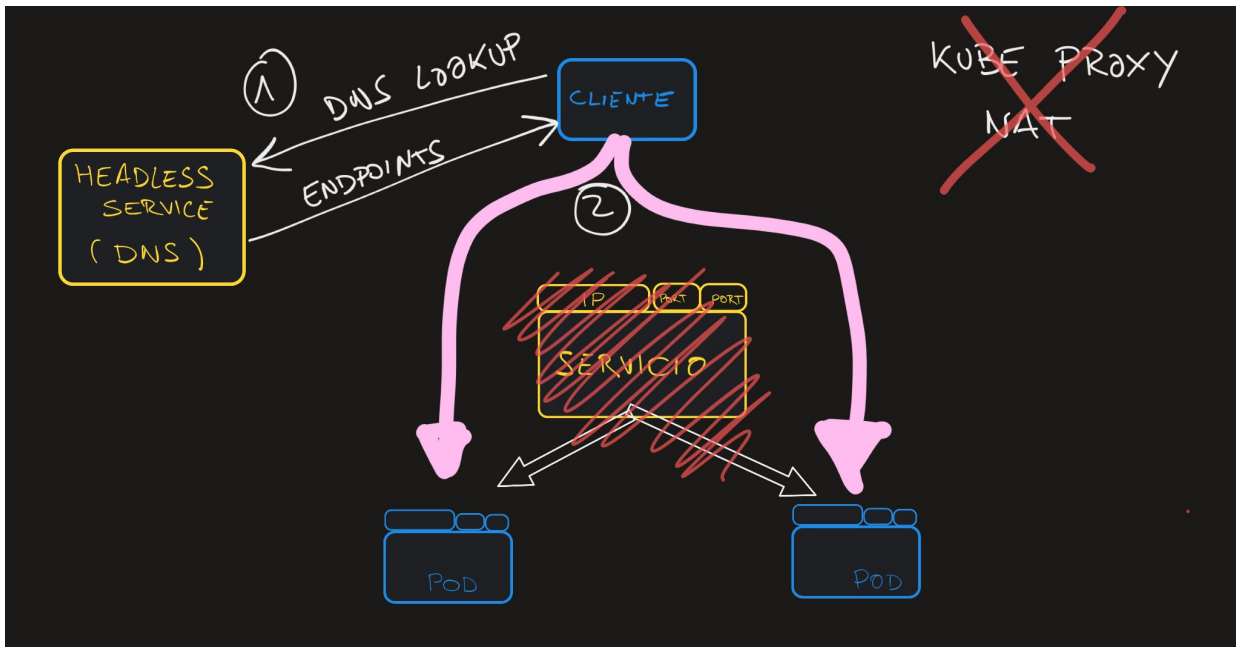 1
DNS LOOKUP
CLIENTE
KUBE PROXY
NAT
ENDPOINTS
HEADLESS
SERVICE
(DNS)
2
IP
PORT
PORT
SERVICIO
POD
POD